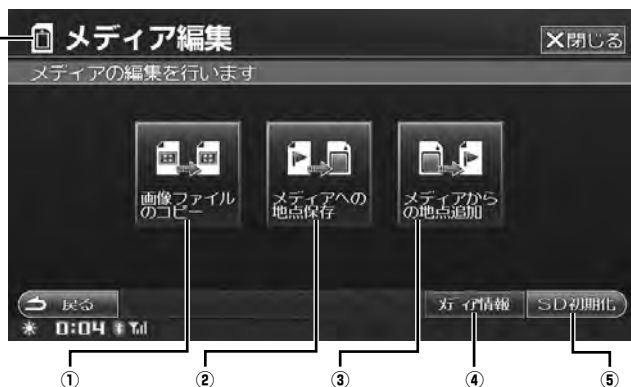 メディア編集
×閉じる
メディアの編集を行います
画像ファイル
のコピー
メディアへの
地点保存
メディアから
の地点追加
戻る
メディア情報
SD初期化
0:04
① ② ③ ④ ⑤